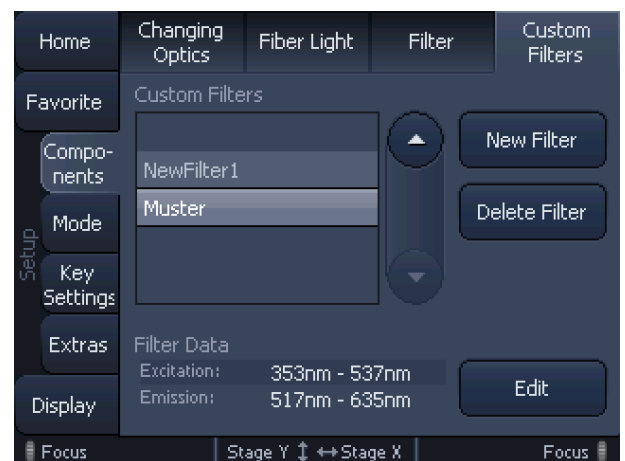 Home
Changing
Optics
Fiber Light
Filter
Custom
Filters
Favorite
Compo-
nents
Setup
Mode
Key
Settings
Extras
Display
Custom Filters
NewFilter1
Muster
New Filter
Delete Filter
Filter Data
Excitation: 353nm - 537nm
Emission: 517nm - 635nm
Edit
Focus
Stage Y ↕ ↔ Stage X
Focus